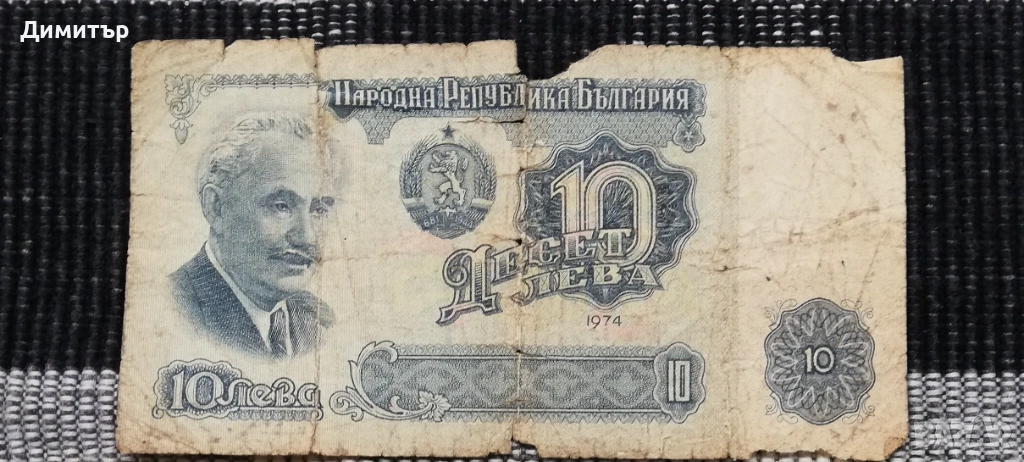 Димитър
Народна Република България
10
Десет
лева
1974
10 лева
10
10